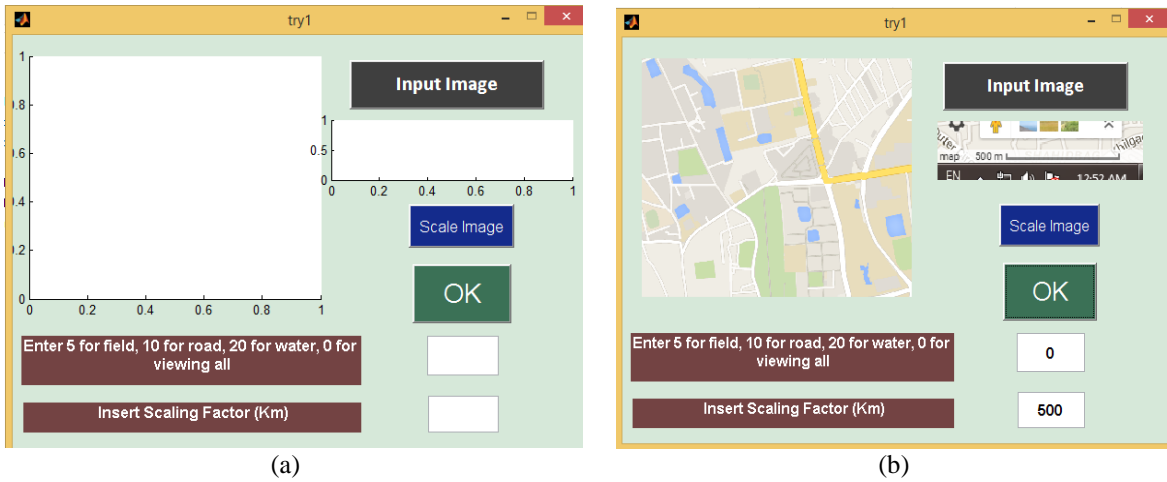 try1
1
0.8
0.6
0.2
0
0 0.2 0.4 0.6 0.8 1
Input Image
1
0.5
0
0 0.2 0.4 0.6 0.8 1
Scale Image
OK
Enter 5 for field, 10 for road, 20 for water, 0 for
viewing all
Insert Scaling Factor (Km)
(a)
try1
Input Image
map 500 m
EN 12:52 AM
Scale Image
OK
Enter 5 for field, 10 for road, 20 for water, 0 for
viewing all
0
Insert Scaling Factor (Km)
500
(b)